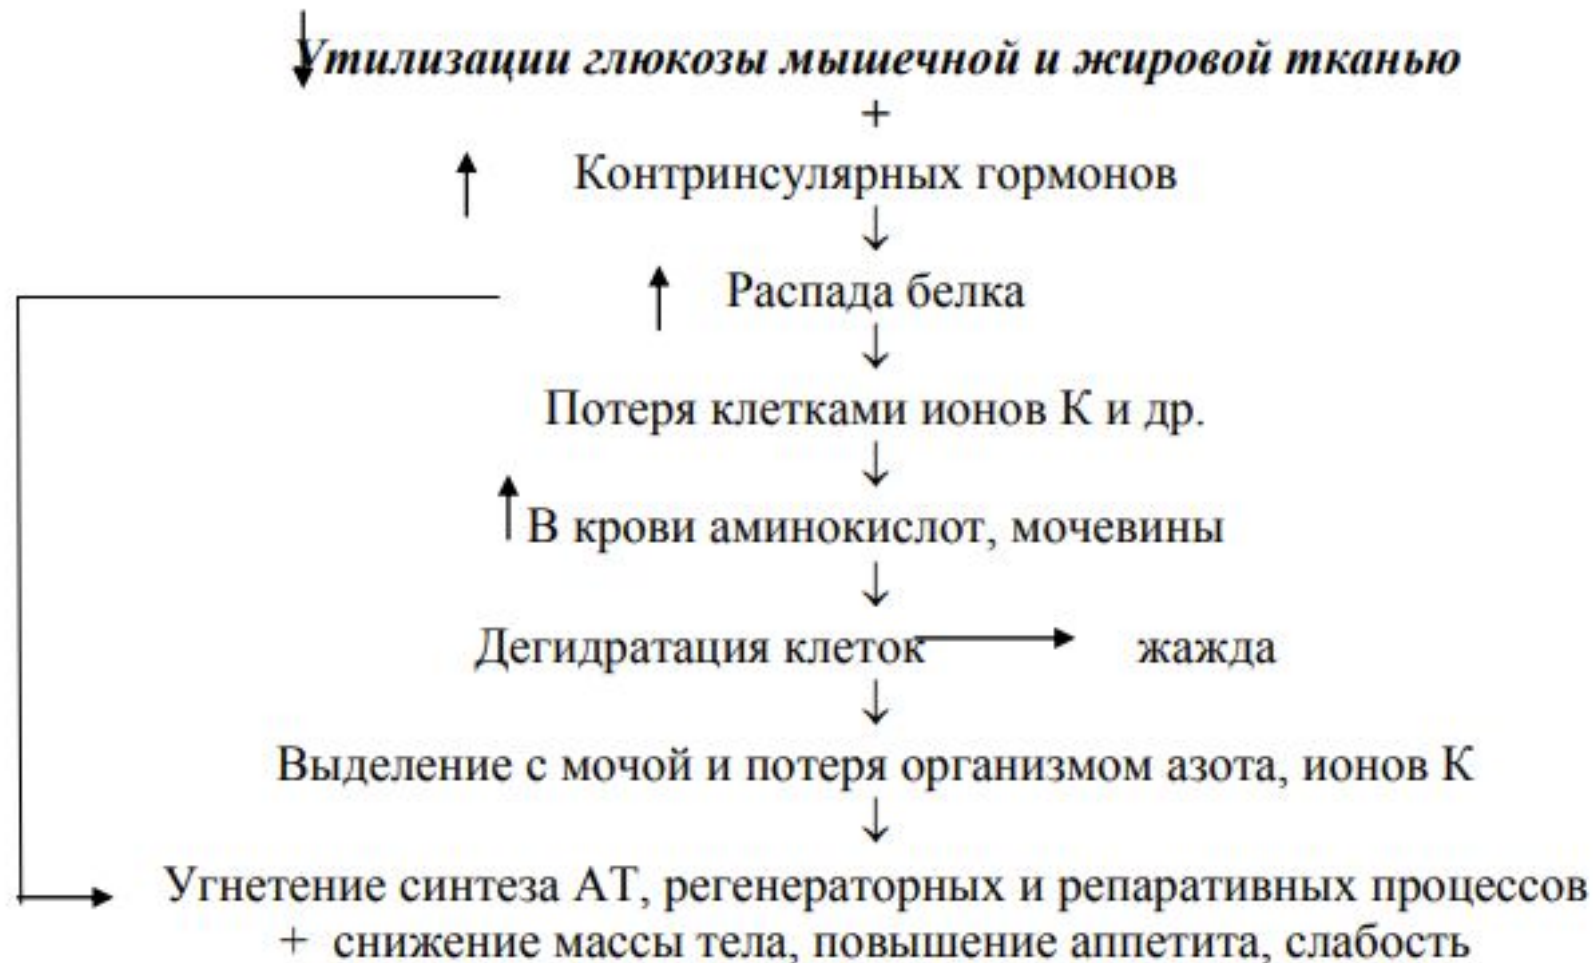 Утилизации глюкозы мышечной и жировой тканью
+
Контринсулярных гормонов
Распада белка
Потеря клетками ионов К и др.
В крови аминокислот, мочевины
Дегидратация клеток жажда
Выделение с мочой и потеря организмом азота, ионов К
Угнетение синтеза АТ, регенераторных и репаративных процессов
+ снижение массы тела, повышение аппетита, слабость